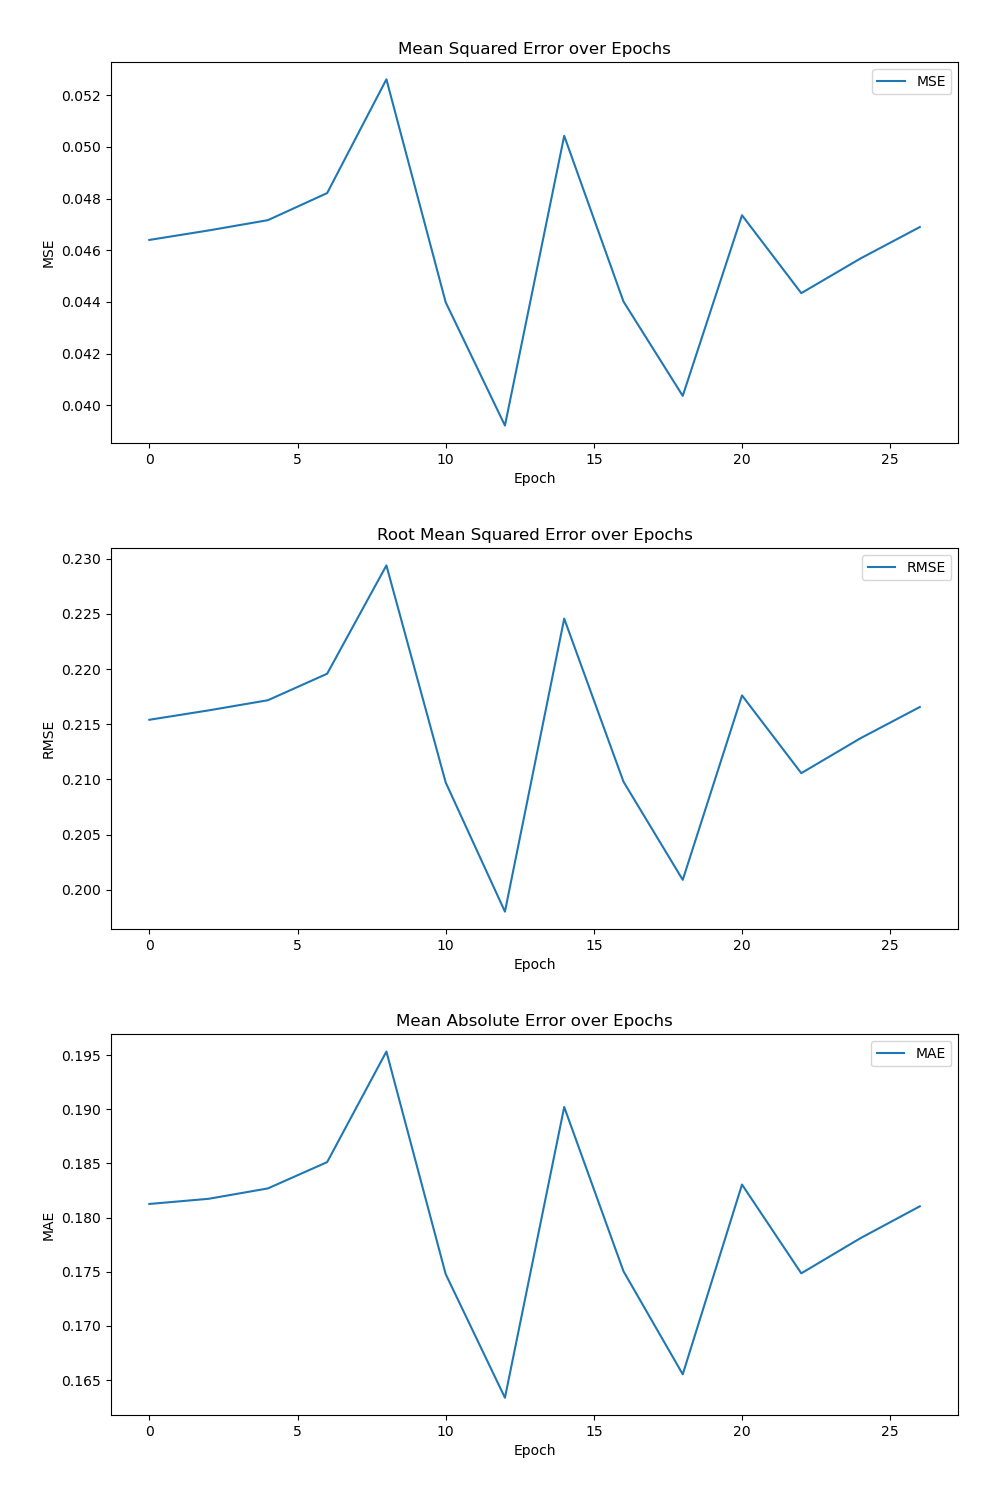 Mean Squared Error over Epochs
MSE
0.052
0.050
0.048
0.046
0.044
0.042
0.040
MSE
0 5 10 15 20 25
Epoch
Root Mean Squared Error over Epochs
RMSE
0.230
0.225
0.220
0.215
0.210
0.205
0.200
RMSE
0 5 10 15 20 25
Epoch
Mean Absolute Error over Epochs
MAE
0.195
0.190
0.185
0.180
0.175
0.170
0.165
MAE
0 5 10 15 20 25
Epoch